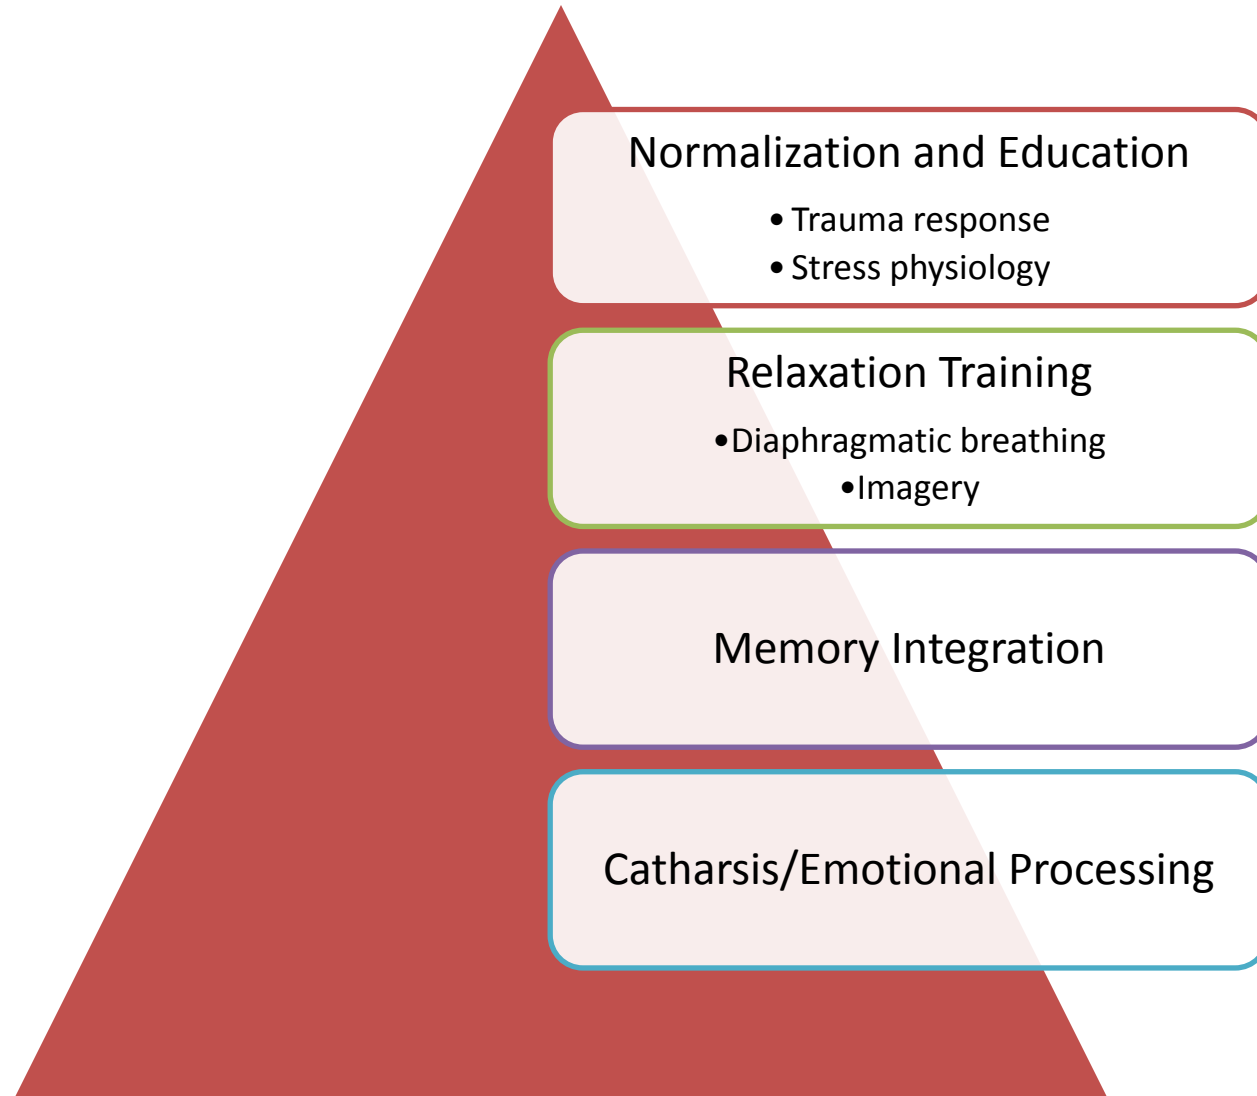 Normalization and Education
• Trauma response
• Stress physiology
Relaxation Training
•Diaphragmatic breathing
•Imagery
Memory Integration
Catharsis/Emotional Processing